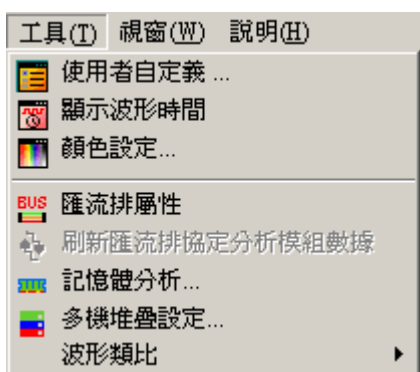 工具(T) 視窗(W) 說明(H)
使用者自定義 ...
顯示波形時間
顏色設定...
BUS 匯流排屬性
刷新匯流排協定分析模組數據
記憶體分析...
多機堆疊設定...
波形類比